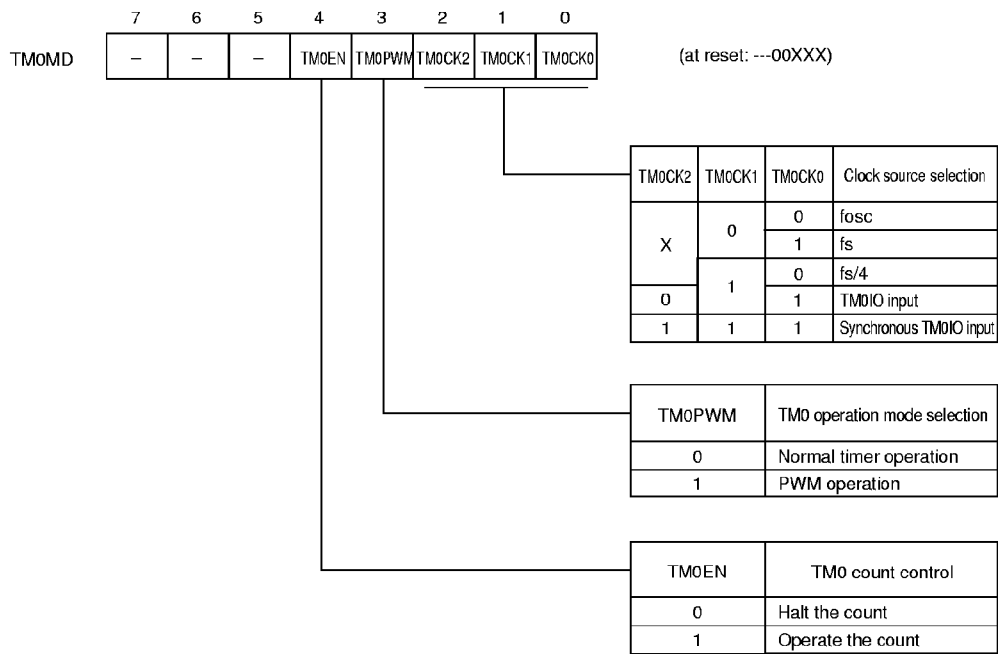 7 6 5 4 3 2 1 0
TM0MD – – – TM0EN TM0PWM TM0CK2 TM0CK1 TM0CK0 (at reset: ---00XXX)
TM0CK2 TM0CK1 TM0CK0 Clock source selection
X 0 0 fosc
1 fs
1 0 fs/4
0 1 TM0IO input
1 1 1 Synchronous TM0IO input
TM0PWM TM0 operation mode selection
0 Normal timer operation
1 PWM operation
TM0EN TM0 count control
0 Halt the count
1 Operate the count